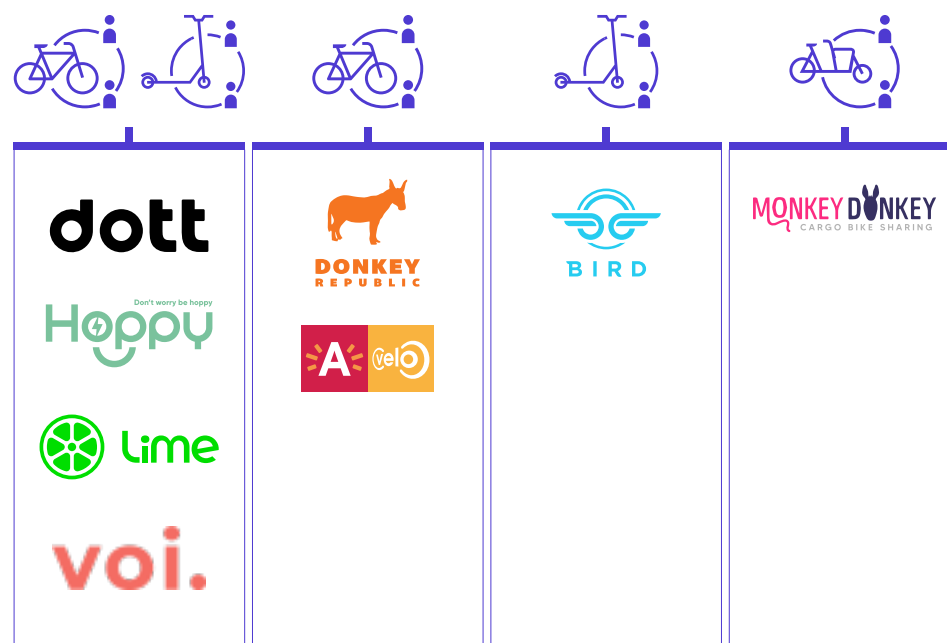 dott
Don't worry be hoppy
Hoppy
Lime
voi.
DONKEY
REPUBLIC
A velo
BIRD
MONKEY DONKEY
CARGO BIKE SHARING